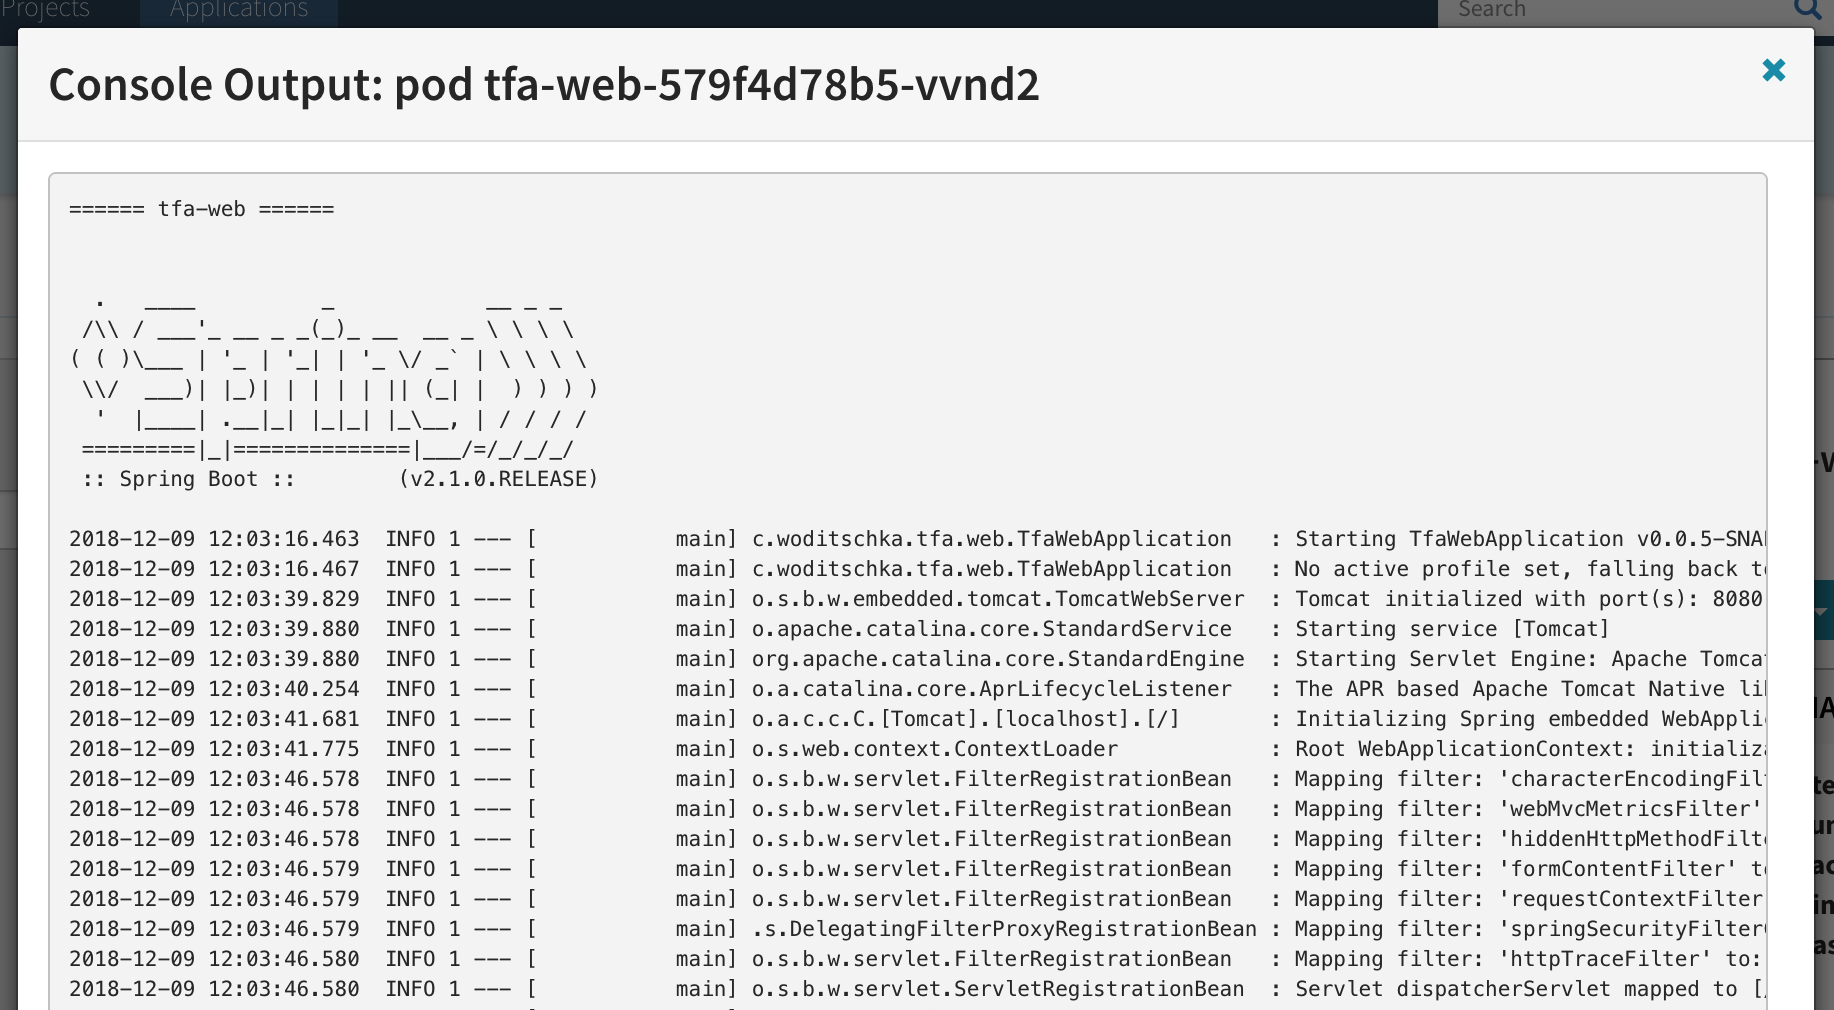 Projects
Applications
Search
Console Output: pod tfa-web-579f4d78b5-vvnd2
====== tfa-web ======
  .   ____          _            __ _ _
 /\\ / ___'_ __ _ _(_)_ __  __ _ \ \ \ \
( ( )\___ | '_ | '_| | '_ \/ _` | \ \ \ \
 \\/  ___)| |_)| | | | | || (_| |  ) ) ) )
  '  |____| .__|_| |_|_| |_\__, | / / / /
 =========|_|==============|___/=/_/_/_/
 :: Spring Boot ::        (v2.1.0.RELEASE)
2018-12-09 12:03:16.463  INFO 1 --- [           main] c.woditschka.tfa.web.TfaWebApplication   : Starting TfaWebApplication v0.0.5-SNA
2018-12-09 12:03:16.467  INFO 1 --- [           main] c.woditschka.tfa.web.TfaWebApplication   : No active profile set, falling back t
2018-12-09 12:03:39.829  INFO 1 --- [           main] o.s.b.w.embedded.tomcat.TomcatWebServer  : Tomcat initialized with port(s): 8080
2018-12-09 12:03:39.880  INFO 1 --- [           main] o.apache.catalina.core.StandardService   : Starting service [Tomcat]
2018-12-09 12:03:39.880  INFO 1 --- [           main] org.apache.catalina.core.StandardEngine  : Starting Servlet Engine: Apache Tomca
2018-12-09 12:03:40.254  INFO 1 --- [           main] o.a.catalina.core.AprLifecycleListener   : The APR based Apache Tomcat Native li
2018-12-09 12:03:41.681  INFO 1 --- [           main] o.a.c.c.C.[Tomcat].[localhost].[/]       : Initializing Spring embedded WebAppli
2018-12-09 12:03:41.775  INFO 1 --- [           main] o.s.web.context.ContextLoader            : Root WebApplicationContext: initializ
2018-12-09 12:03:46.578  INFO 1 --- [           main] o.s.b.w.servlet.FilterRegistrationBean   : Mapping filter: 'characterEncodingFil
2018-12-09 12:03:46.578  INFO 1 --- [           main] o.s.b.w.servlet.FilterRegistrationBean   : Mapping filter: 'webMvcMetricsFilter'
2018-12-09 12:03:46.578  INFO 1 --- [           main] o.s.b.w.servlet.FilterRegistrationBean   : Mapping filter: 'hiddenHttpMethodFilt
2018-12-09 12:03:46.579  INFO 1 --- [           main] o.s.b.w.servlet.FilterRegistrationBean   : Mapping filter: 'formContentFilter' t
2018-12-09 12:03:46.579  INFO 1 --- [           main] o.s.b.w.servlet.FilterRegistrationBean   : Mapping filter: 'requestContextFilter
2018-12-09 12:03:46.579  INFO 1 --- [           main] .s.DelegatingFilterProxyRegistrationBean : Mapping filter: 'springSecurityFilter
2018-12-09 12:03:46.580  INFO 1 --- [           main] o.s.b.w.servlet.FilterRegistrationBean   : Mapping filter: 'httpTraceFilter' to:
2018-12-09 12:03:46.580  INFO 1 --- [           main] o.s.b.w.servlet.ServletRegistrationBean  : Servlet dispatcherServlet mapped to [